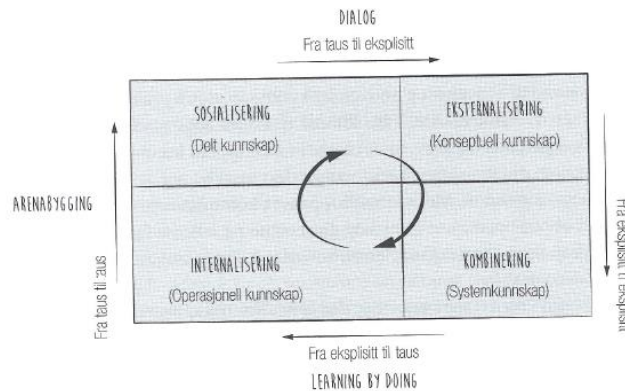 DIALOG
Fra taus til eksplisitt
SOSIALISERING
(Delt kunnskap)
EKSTERNALISERING
(Konseptuell kunnskap)
ARENABYGGING
Fra taus til taus
Fra eksplisitt til eksplisitt
INTERNALISERING
(Operasjonell kunnskap)
KOMBINERING
(Systemkunnskap)
Fra eksplisitt til taus
LEARNING BY DOING